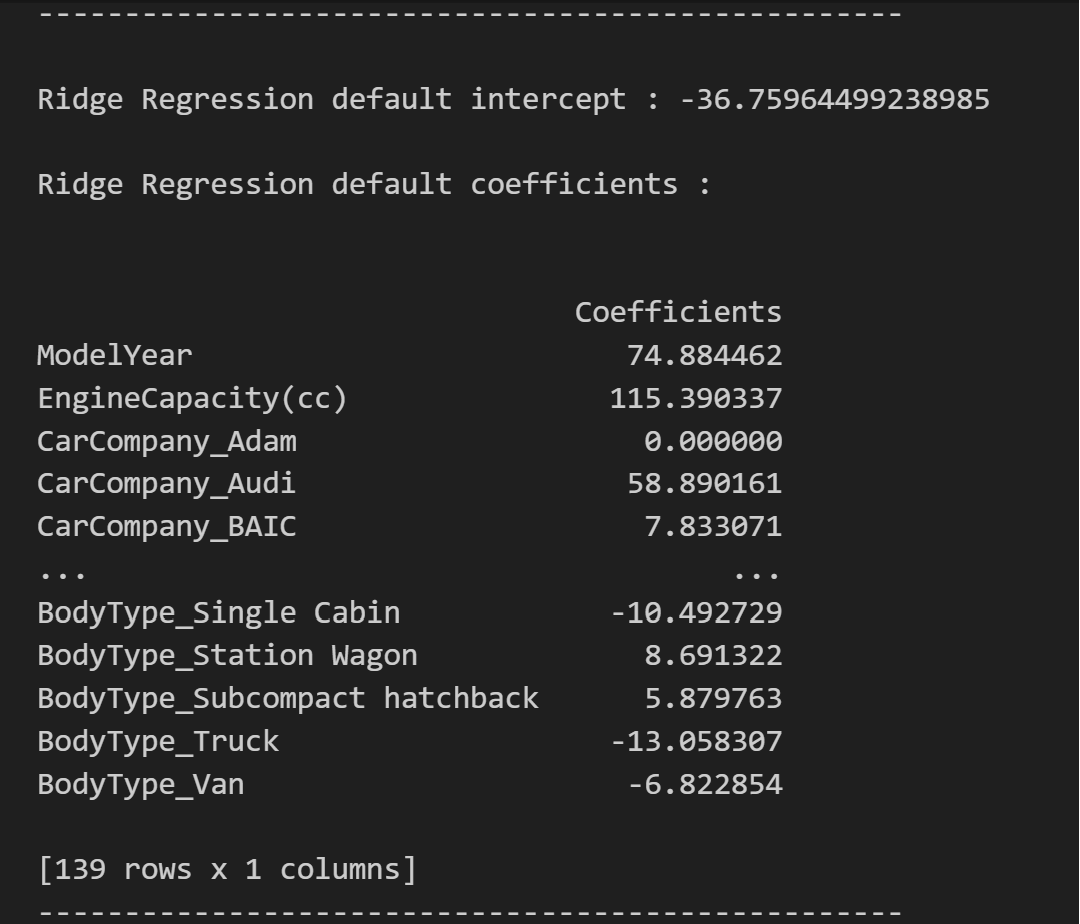 --------------------------------------------------
Ridge Regression default intercept : -36.75964499238985
Ridge Regression default coefficients :
Coefficients
ModelYear 74.884462
EngineCapacity(cc) 115.390337
CarCompany_Adam 0.000000
CarCompany_Audi 58.890161
CarCompany_BAIC 7.833071
... ...
BodyType_Single Cabin -10.492729
BodyType_Station Wagon 8.691322
BodyType_Subcompact hatchback 5.879763
BodyType_Truck -13.058307
BodyType_Van -6.822854
[139 rows x 1 columns]
--------------------------------------------------